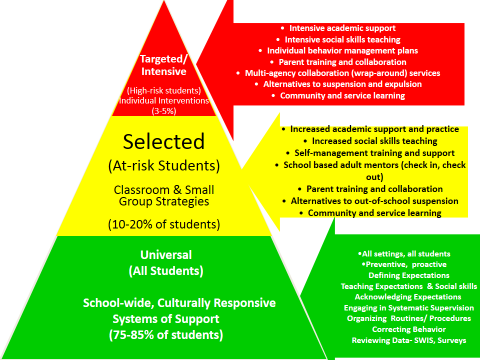 Targeted/
Intensive
(High-risk students)
Individual Interventions
(3-5%)
• Intensive academic support
• Intensive social skills teaching
• Individual behavior management plans
• Parent training and collaboration
• Multi-agency collaboration (wrap-around) services
• Alternatives to suspension and expulsion
• Community and service learning
Selected
(At-risk Students)
Classroom & Small
Group Strategies
(10-20% of students)
• Increased academic support and practice
• Increased social skills teaching
• Self-management training and support
• School based adult mentors (check in, check
out)
• Parent training and collaboration
• Alternatives to out-of-school suspension
• Community and service learning
Universal
(All Students)
School-wide, Culturally Responsive
Systems of Support
(75-85% of students)
•All settings, all students
•Preventive, proactive
Defining Expectations
Teaching Expectations & Social skills
Acknowledging Expectations
Engaging in Systematic Supervision
Organizing Routines/ Procedures
Correcting Behavior
Reviewing Data- SWIS, Surveys